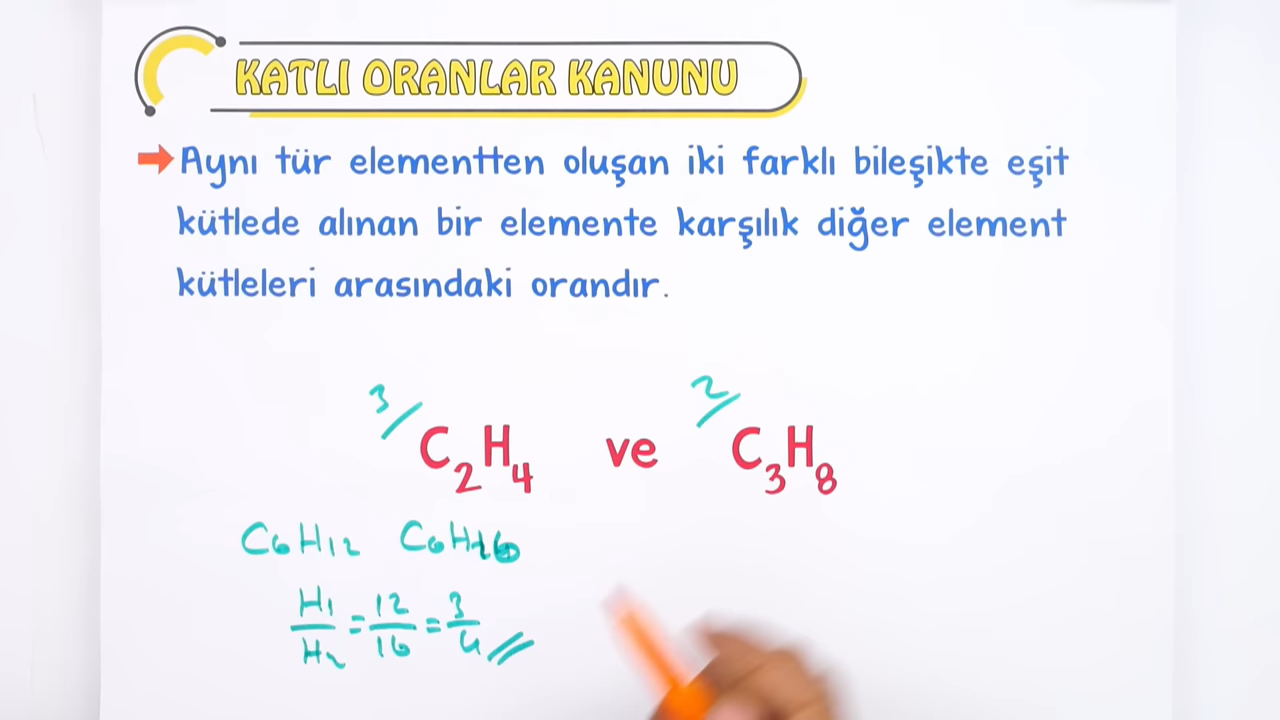 KATLI ORANLAR KANUNU
Aynı tür elementten oluşan iki farklı bileşikte eşit
kütlede alınan bir elemente karşılık diğer element
kütleleri arasındaki orandır.
3/ C₂H₄ ve 2/ C₃H₈
C₆H₁₂ C₆H₁₆
H₁/H₂ = 12/16 = 3/4 //